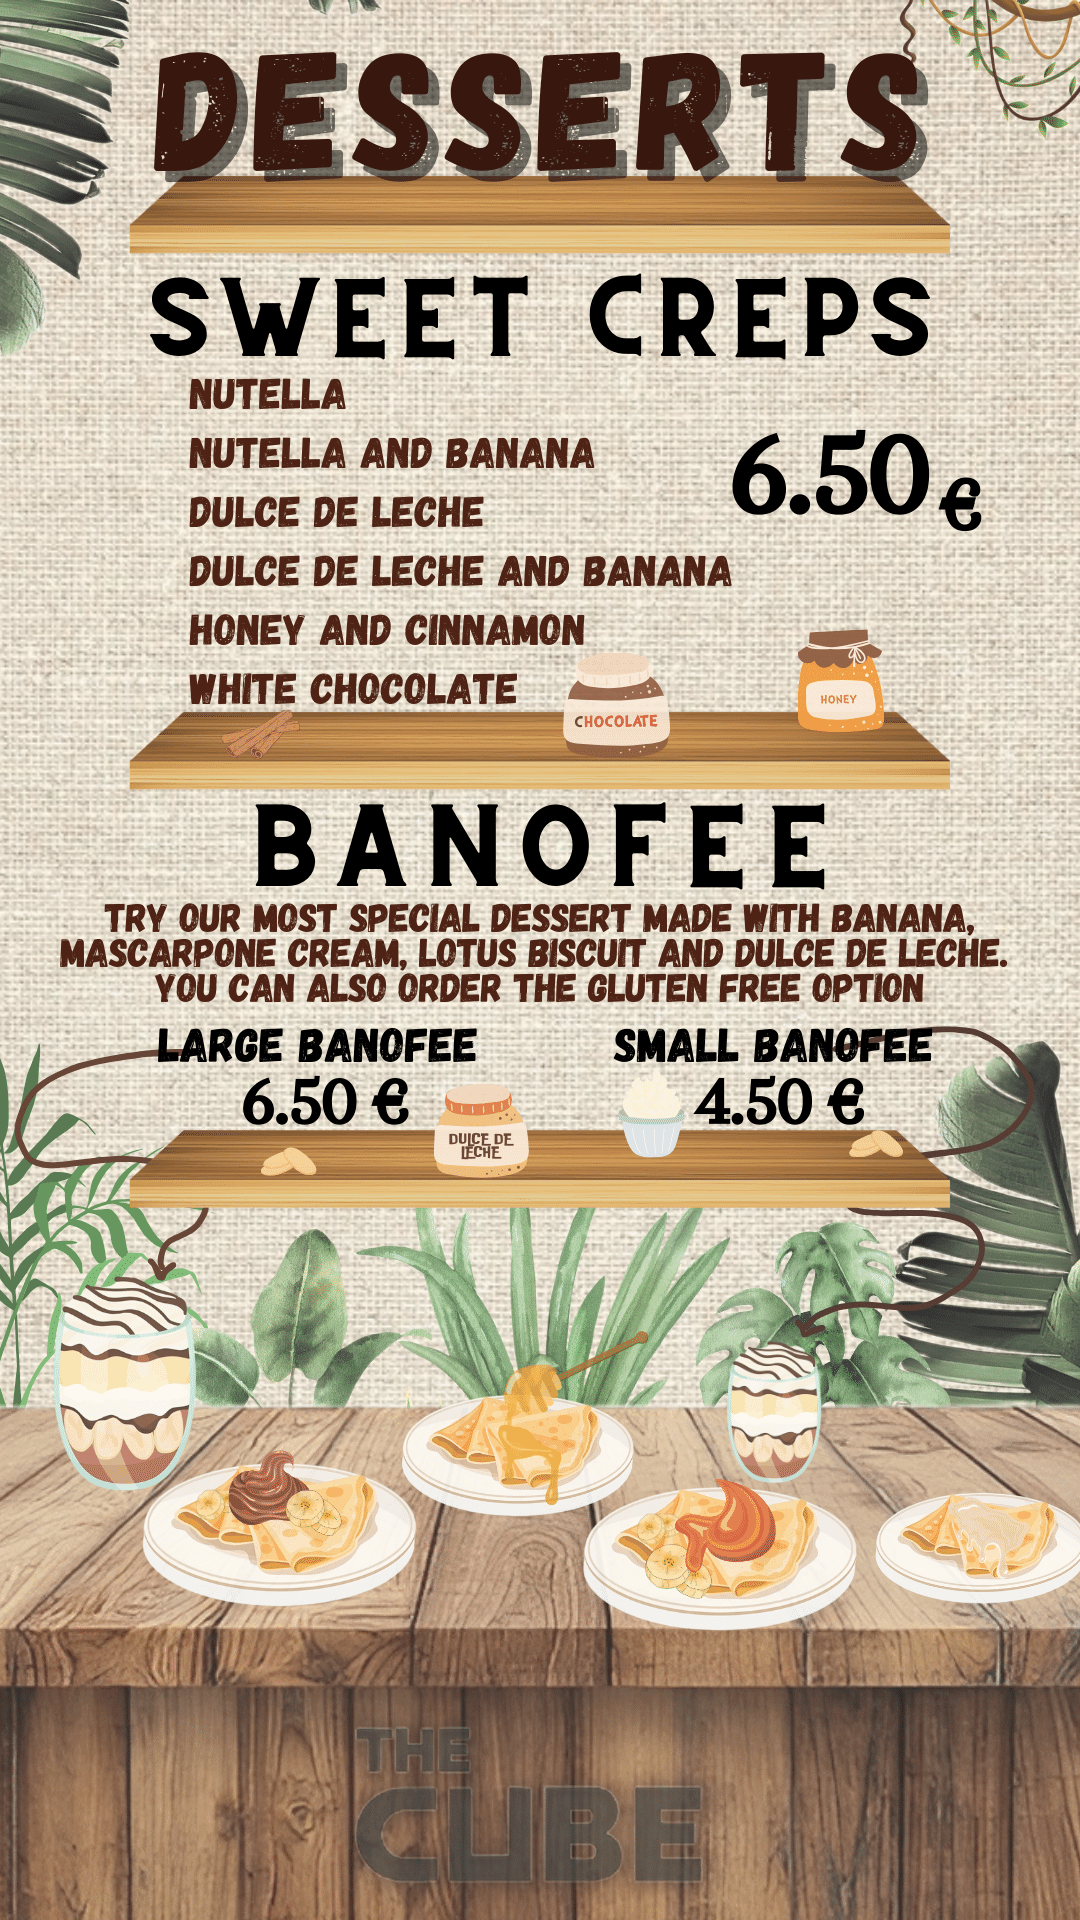 DESSERTS
SWEET CREPS
NUTELLA
NUTELLA AND BANANA
DULCE DE LECHE
DULCE DE LECHE AND BANANA
HONEY AND CINNAMON
WHITE CHOCOLATE
6.50 €
CHOCOLATE
HONEY
BANOFEE
TRY OUR MOST SPECIAL DESSERT MADE WITH BANANA,
MASCARPONE CREAM, LOTUS BISCUIT AND DULCE DE LECHE.
YOU CAN ALSO ORDER THE GLUTEN FREE OPTION
LARGE BANOFEE
6.50 €
SMALL BANOFEE
4.50 €
DULCE DE
LECHE
THE
CUBE